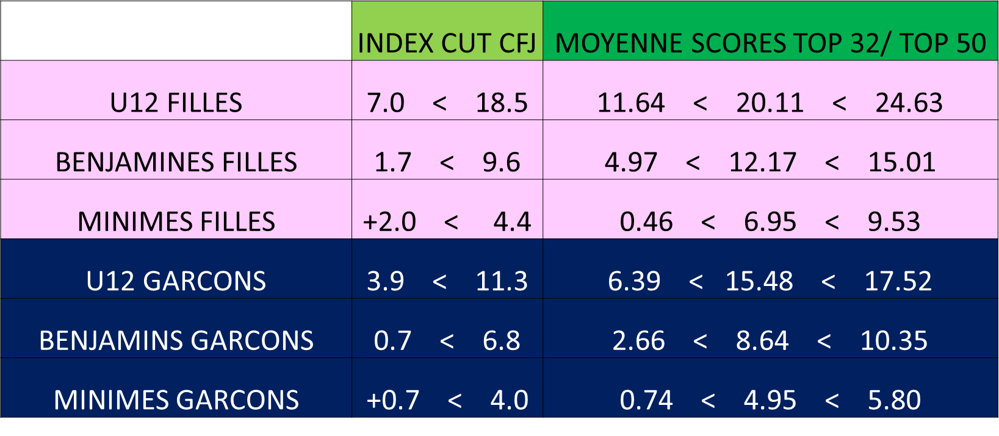 INDEX CUT CFJ MOYENNE SCORES TOP 32/ TOP 50
U12 FILLES 7.0 < 18.5 11.64 < 20.11 < 24.63
BENJAMINES FILLES 1.7 < 9.6 4.97 < 12.17 < 15.01
MINIMES FILLES +2.0 < 4.4 0.46 < 6.95 < 9.53
U12 GARCONS 3.9 < 11.3 6.39 < 15.48 < 17.52
BENJAMINS GARCONS 0.7 < 6.8 2.66 < 8.64 < 10.35
MINIMES GARCONS +0.7 < 4.0 0.74 < 4.95 < 5.80